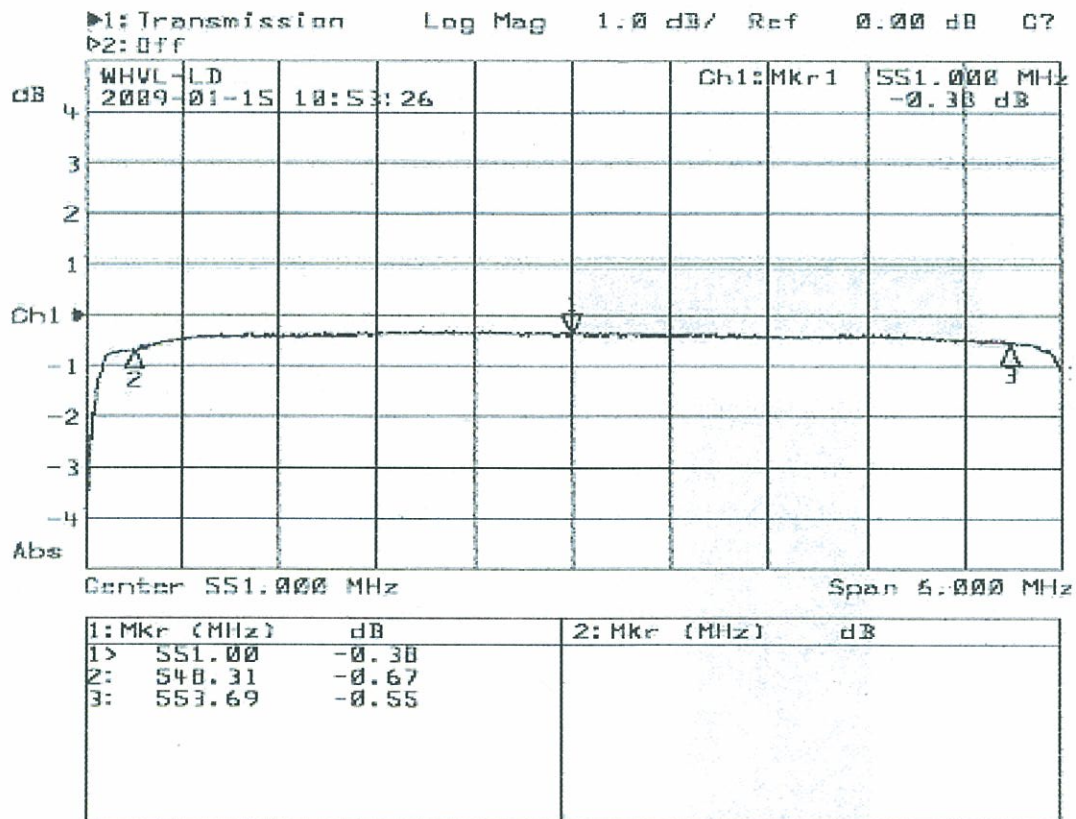 ▶1:Transmission Log Mag 1.0 dB/ Ref 0.00 dB C?
▷2:Off
WHVL-LD Ch1:Mkr1 551.000 MHz
dB 2009-01-15 10:53:26 -0.38 dB
4
3
2
1
Ch1▶
-1
2 3
-2
-3
-4
Abs
Center 551.000 MHz Span 6.000 MHz
1:Mkr (MHz) dB 2:Mkr (MHz) dB
1> 551.00 -0.38
2: 548.31 -0.67
3: 553.69 -0.55